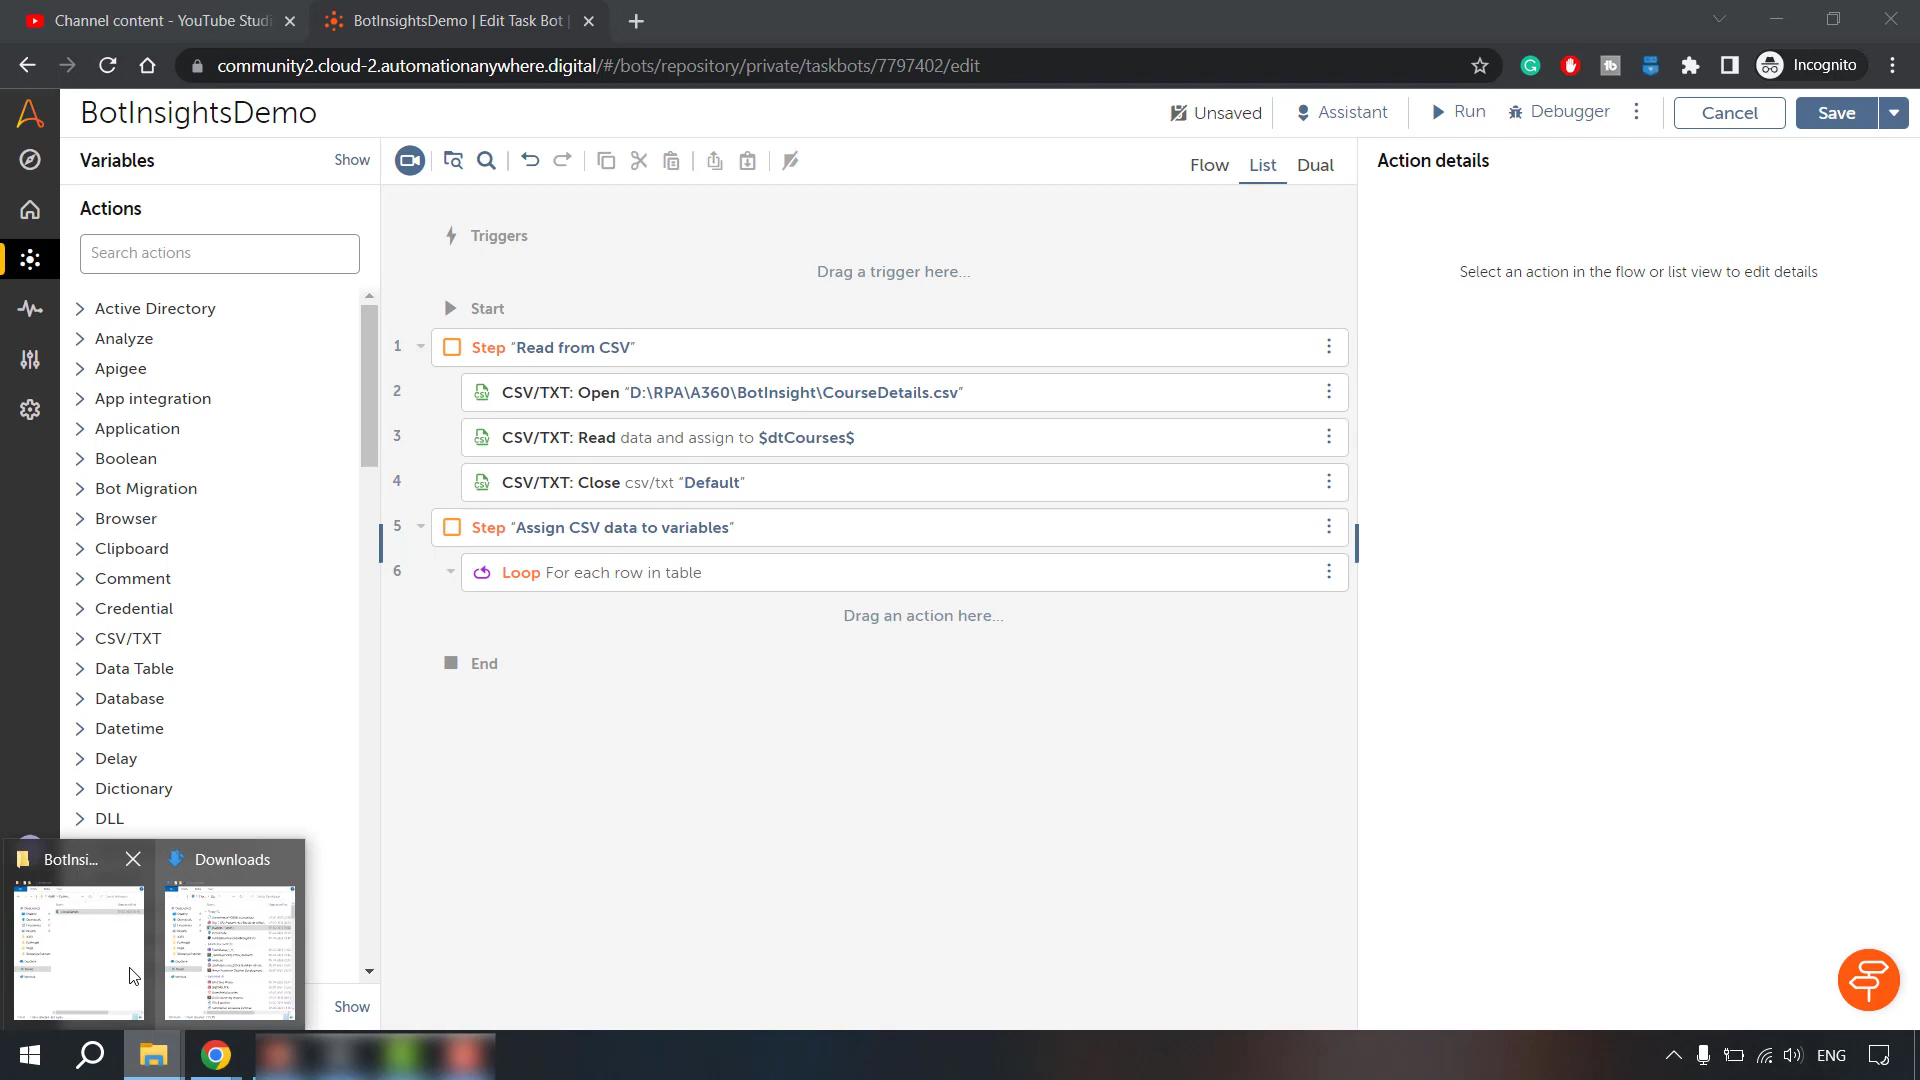 Channel content - YouTube Studi
BotInsightsDemo | Edit Task Bot |
community2.cloud-2.automationanywhere.digital/#/bots/repository/private/taskbots/7797402/edit
Incognito
BotInsightsDemo
Unsaved
Assistant
Run
Debugger
Cancel
Save
Variables
Show
Flow
List
Dual
Action details
Actions
Search actions
Select an action in the flow or list view to edit details
Active Directory
Analyze
Apigee
App integration
Application
Boolean
Bot Migration
Browser
Clipboard
Comment
Credential
CSV/TXT
Data Table
Database
Datetime
Delay
Dictionary
DLL
Show
Triggers
Drag a trigger here...
Start
1 Step “Read from CSV”
2 CSV/TXT: Open “D:\RPA\A360\BotInsight\CourseDetails.csv”
3 CSV/TXT: Read data and assign to $dtCourses$
4 CSV/TXT: Close csv/txt “Default”
5 Step “Assign CSV data to variables”
6 Loop For each row in table
Drag an action here...
End
BotInsi...
Downloads
ENG